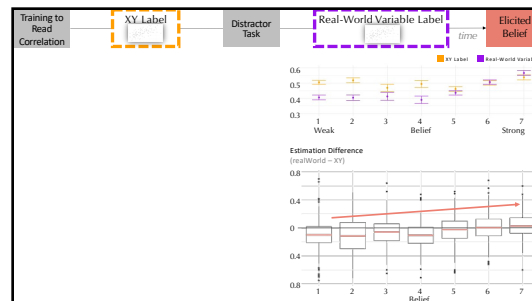 Training to
Read
Correlation
XY Label
Distractor
Task
Real-World Variable Label
time
Elicited
Belief
XY Label
Real-World Variab
0.6
0.5
0.4
0.3
1 2 3 4 5 6 7
Weak Belief Strong
Estimation Difference
(realWorld – XY)
0.8
0.4
0
0.4
0.8
1 2 3 4 5 6 7
Belief